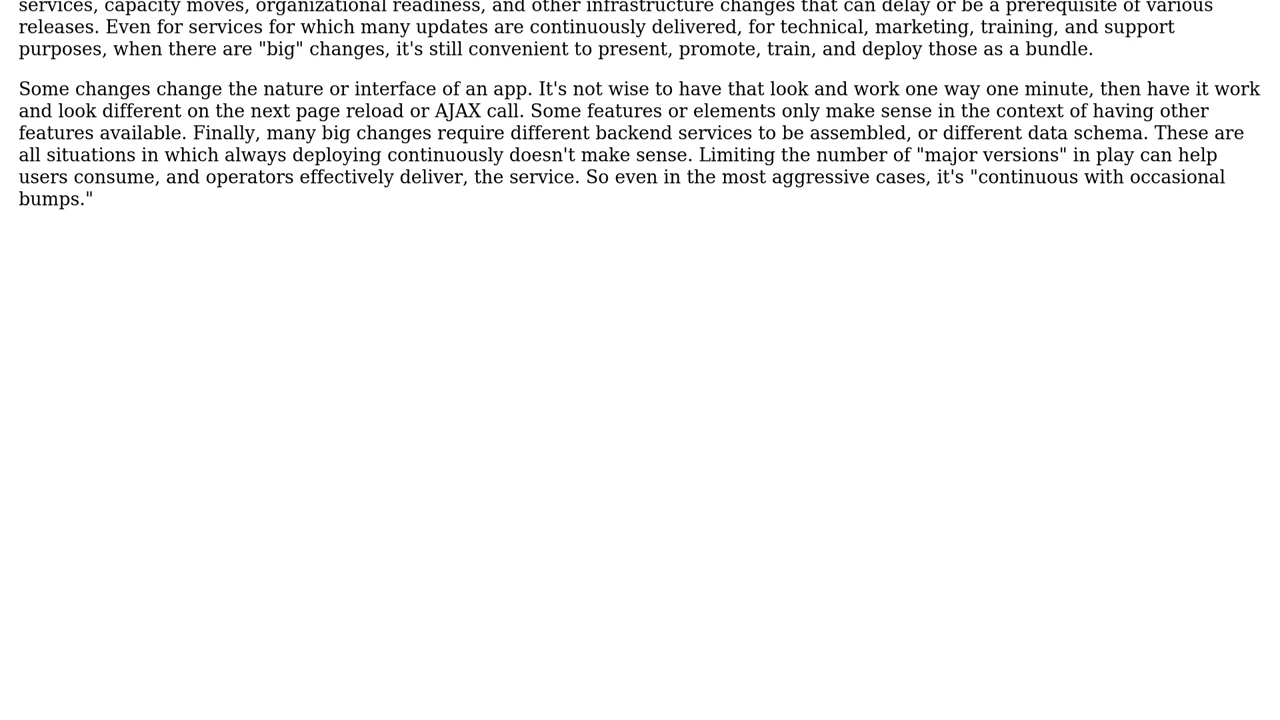 services, capacity moves, organizational readiness, and other infrastructure changes that can delay or be a prerequisite of various
releases. Even for services for which many updates are continuously delivered, for technical, marketing, training, and support
purposes, when there are "big" changes, it's still convenient to present, promote, train, and deploy those as a bundle.
Some changes change the nature or interface of an app. It's not wise to have that look and work one way one minute, then have it work
and look different on the next page reload or AJAX call. Some features or elements only make sense in the context of having other
features available. Finally, many big changes require different backend services to be assembled, or different data schema. These are
all situations in which always deploying continuously doesn't make sense. Limiting the number of "major versions" in play can help
users consume, and operators effectively deliver, the service. So even in the most aggressive cases, it's "continuous with occasional
bumps."